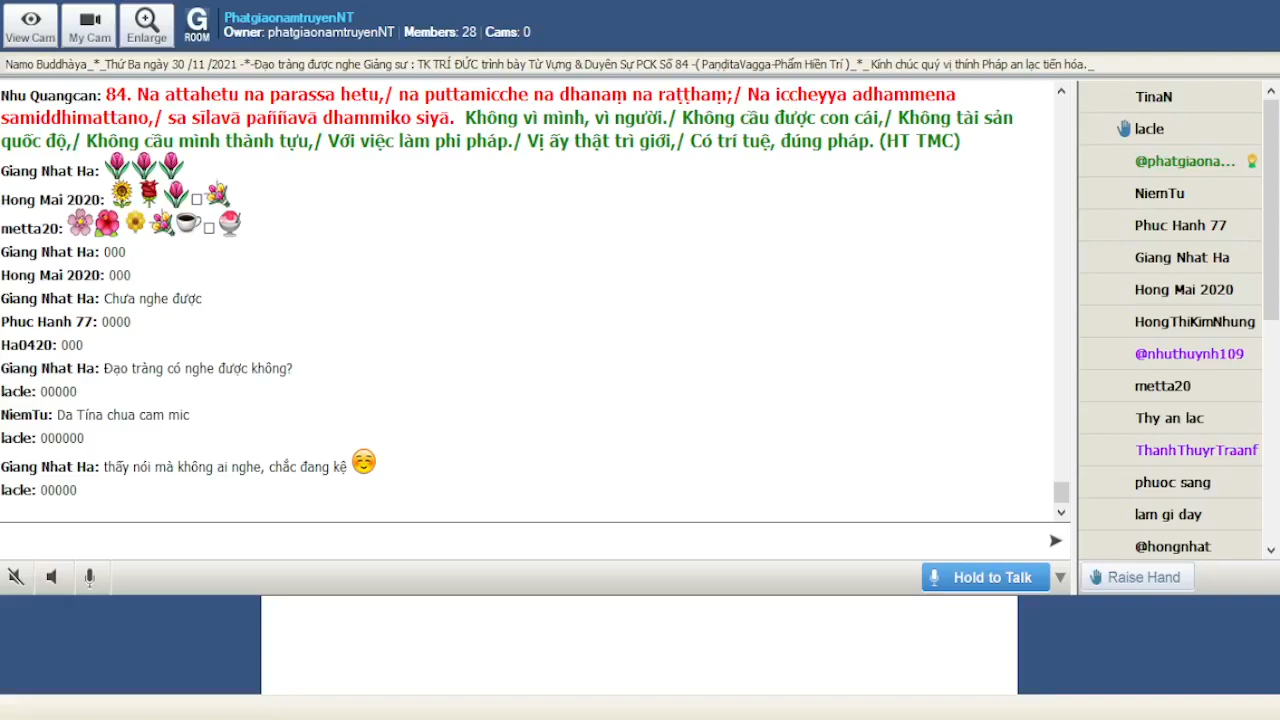 View Cam
My Cam
Enlarge
G
ROOM
PhatgiaonamtruyenNT
Owner: phatgiaonamtruyenNT | Members: 28 | Cams: 0
Namo Buddhàya_*_Thứ Ba ngày 30 /11 /2021 -*-Đạo tràng được nghe Giảng sư : TK TRÍ ĐỨC trình bày Từ Vựng & Duyên Sự PCK Số 84 -( PaṇḍitaVagga-Phẩm Hiền Trí )_*_ Kính chúc quý vị thính Pháp an lạc tiến hóa._
Nhu Quangcan: 84. Na attahetu na parassa hetu,/ na puttamicche na dhanaṃ na raṭṭhaṃ;/ Na iccheyya adhammena
samiddhimattano,/ sa sīlavā paññavā dhammiko siyā. Không vì mình, vì người./ Không cầu được con cái,/ Không tài sản
quốc độ,/ Không cầu mình thành tựu,/ Với việc làm phi pháp./ Vị ấy thật trì giới,/ Có trí tuệ, đúng pháp. (HT TMC)
Giang Nhat Ha:
Hong Mai 2020:
metta20:
Giang Nhat Ha: 000
Hong Mai 2020: 000
Giang Nhat Ha: Chưa nghe được
Phuc Hanh 77: 0000
Ha0420: 000
Giang Nhat Ha: Đạo tràng có nghe được không?
lacle: 00000
NiemTu: Da Tína chua cam mic
lacle: 000000
Giang Nhat Ha: thấy nói mà không ai nghe, chắc đang kệ
lacle: 00000
Hold to Talk
TinaN
lacle
@phatgiaona...
NiemTu
Phuc Hanh 77
Giang Nhat Ha
Hong Mai 2020
HongThiKimNhung
@nhuthuynh109
metta20
Thy an lac
ThanhThuyrTraanf
phuoc sang
lam gi day
@hongnhat
Raise Hand